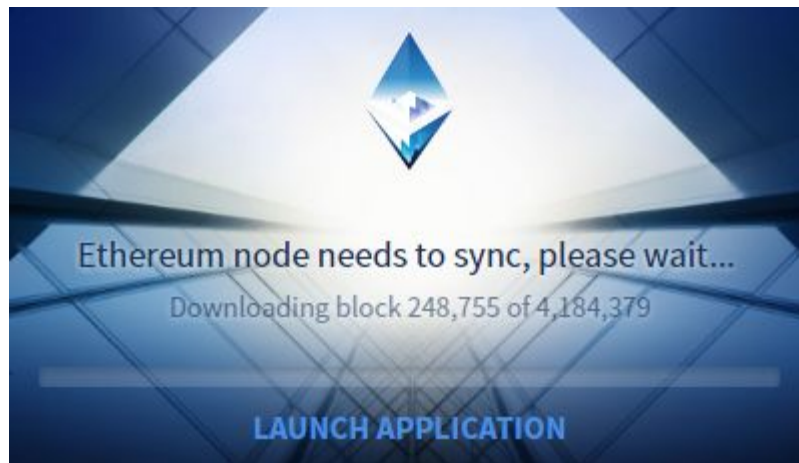 Ethereum node needs to sync, please wait...
Downloading block 248,755 of 4,184,379
LAUNCH APPLICATION